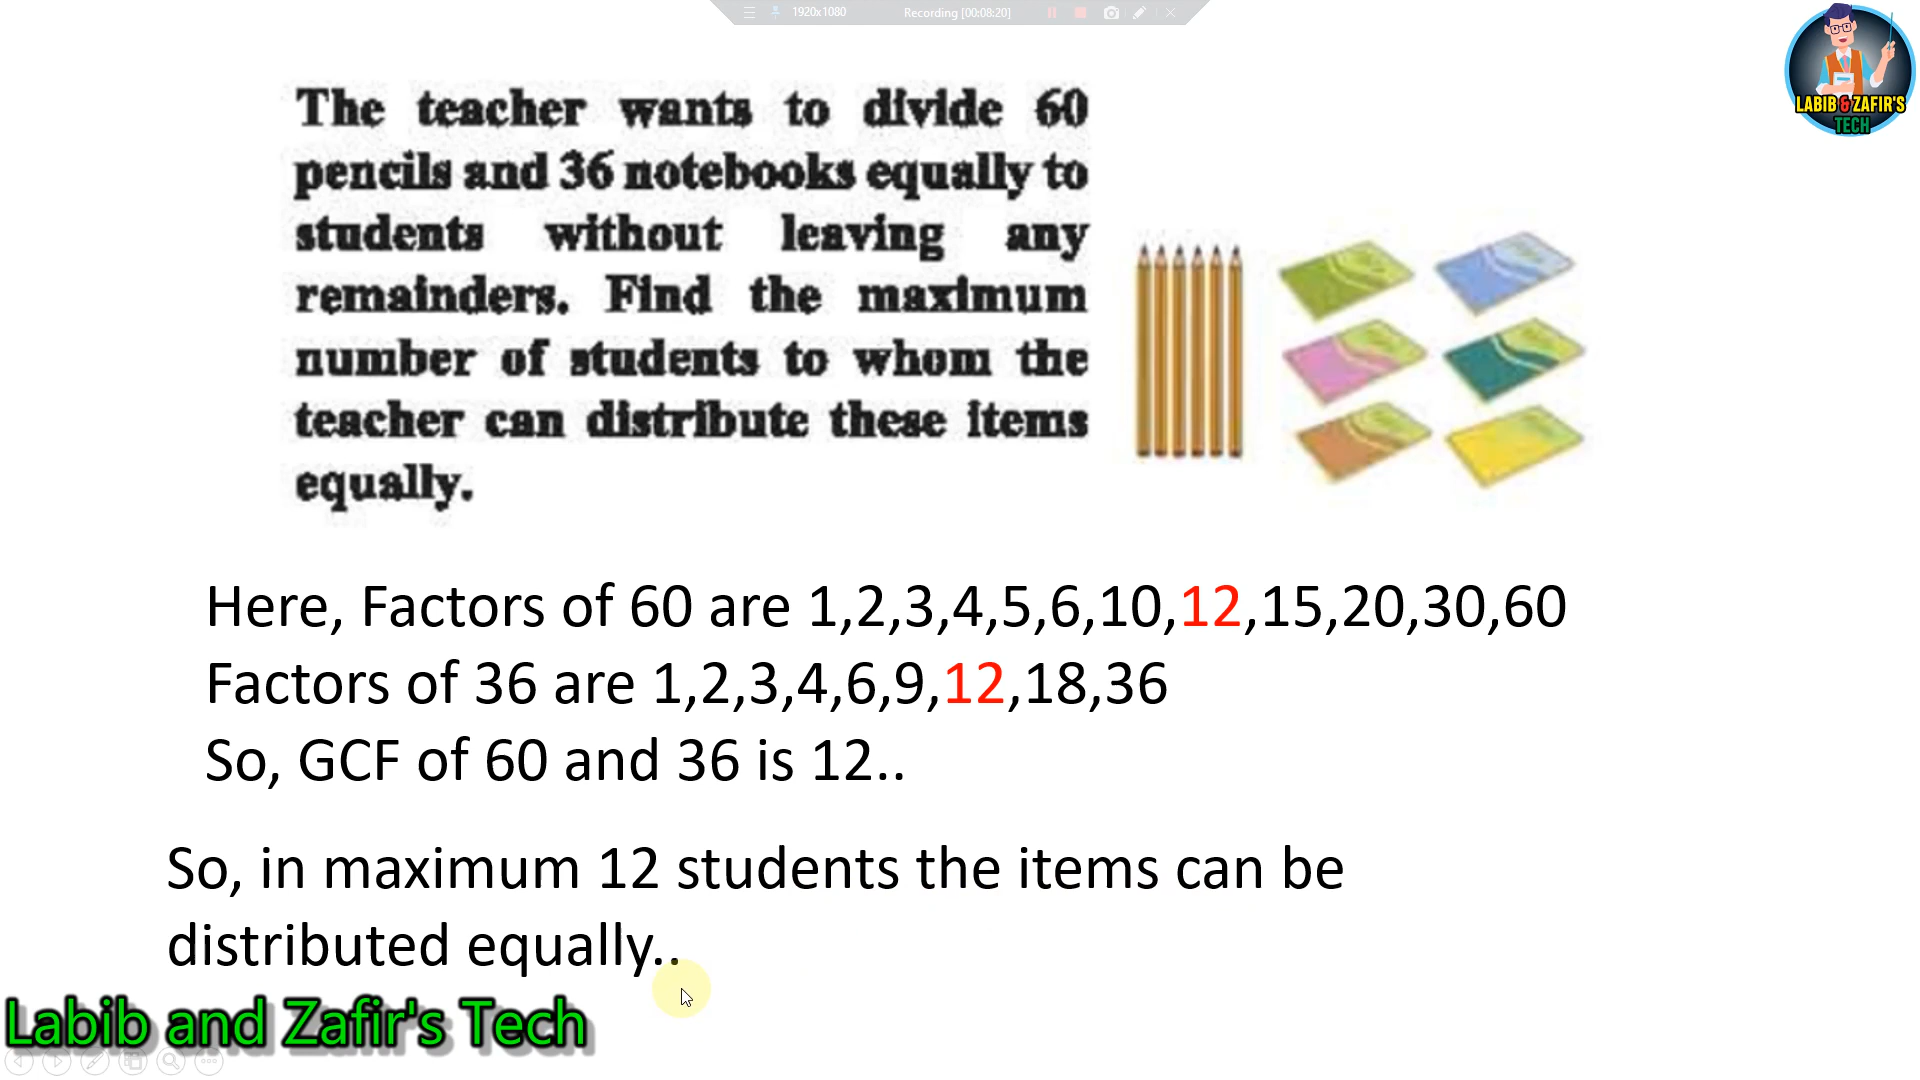 1920x1080 Recording [00:08:20]
LABIB & ZAFIR'S
TECH
The teacher wants to divide 60
pencils and 36 notebooks equally to
students without leaving any
remainders. Find the maximum
number of students to whom the
teacher can distribute these items
equally.
Here, Factors of 60 are 1,2,3,4,5,6,10,12,15,20,30,60
Factors of 36 are 1,2,3,4,6,9,12,18,36
So, GCF of 60 and 36 is 12..
So, in maximum 12 students the items can be
distributed equally..
Labib and Zafir's Tech